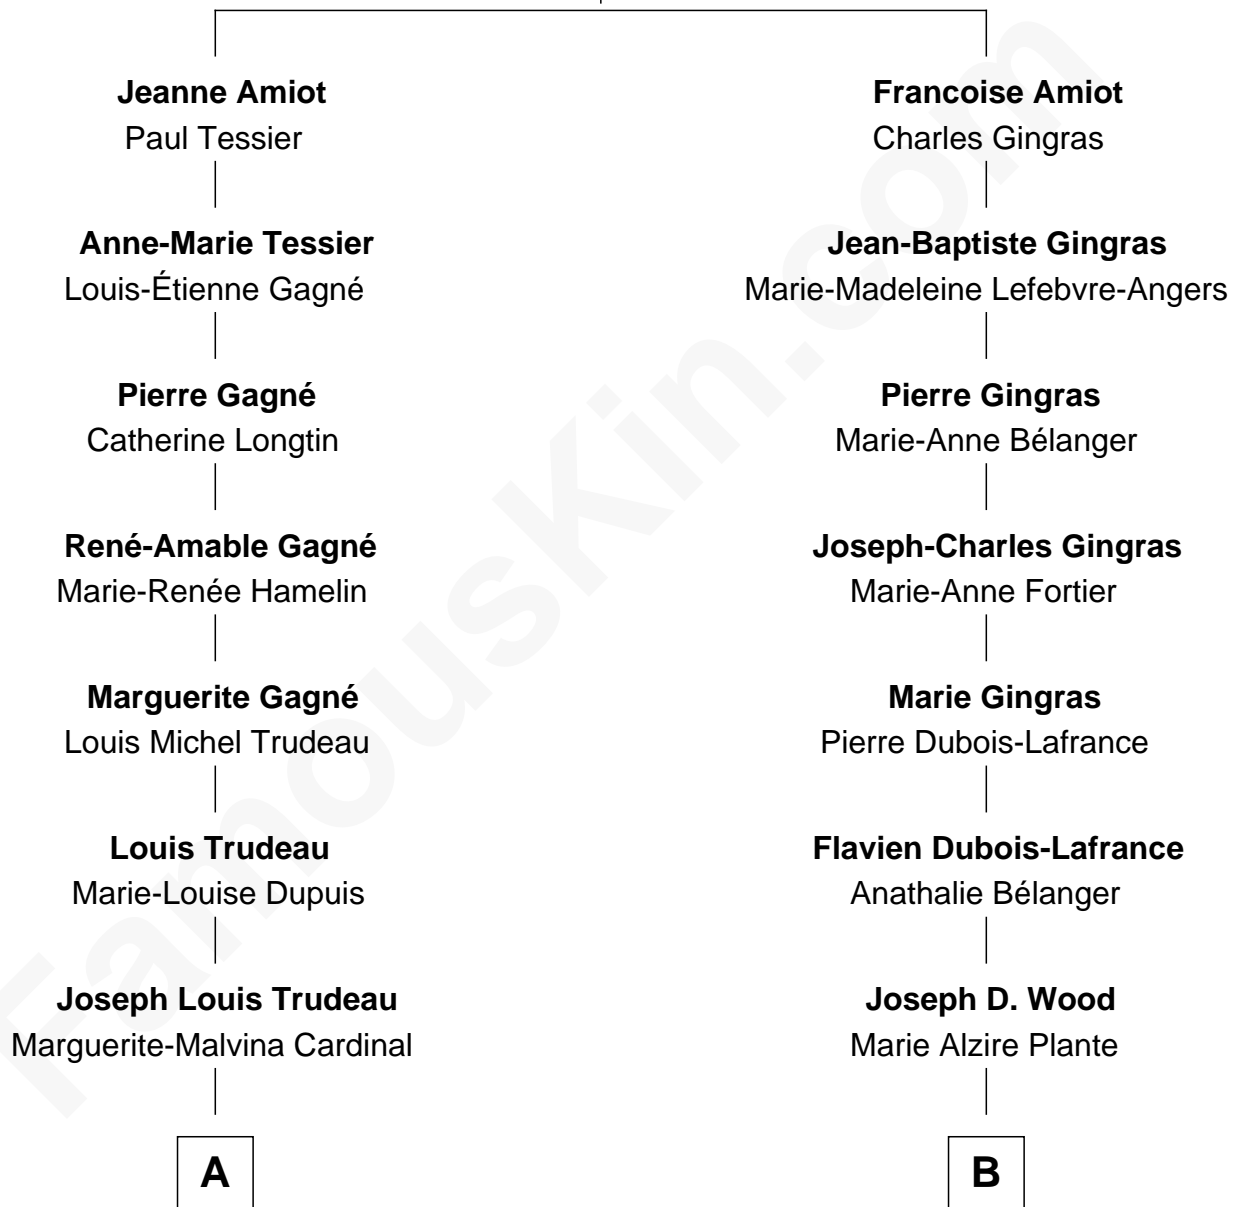 Jeanne Amiot
Paul Tessier
Anne-Marie Tessier
Louis-Étienne Gagné
Pierre Gagné
Catherine Longtin
René-Amable Gagné
Marie-Renée Hamelin
Marguerite Gagné
Louis Michel Trudeau
Louis Trudeau
Marie-Louise Dupuis
Joseph Louis Trudeau
Marguerite-Malvina Cardinal
A
Francoise Amiot
Charles Gingras
Jean-Baptiste Gingras
Marie-Madeleine Lefebvre-Angers
Pierre Gingras
Marie-Anne Bélanger
Joseph-Charles Gingras
Marie-Anne Fortier
Marie Gingras
Pierre Dubois-Lafrance
Flavien Dubois-Lafrance
Anathalie Bélanger
Joseph D. Wood
Marie Alzire Plante
B
FamousKin.com